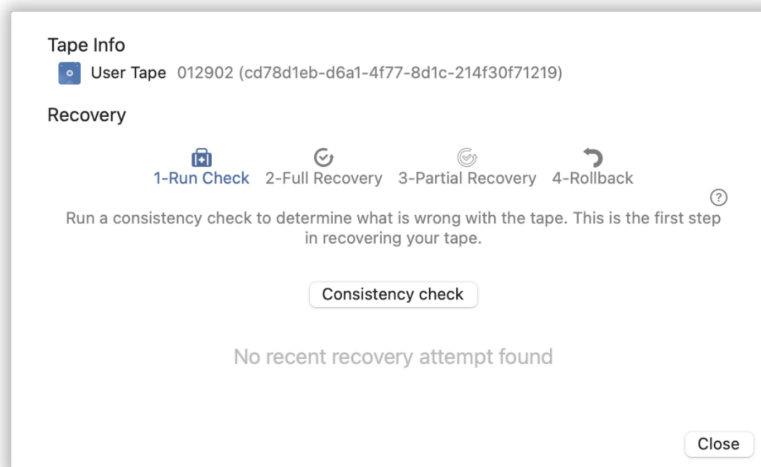 Tape Info
User Tape 012902 (cd78d1eb-d6a1-4f77-8d1c-214f30f71219)
Recovery
1-Run Check 2-Full Recovery 3-Partial Recovery 4-Rollback
?
Run a consistency check to determine what is wrong with the tape. This is the first step
in recovering your tape.
Consistency check
No recent recovery attempt found
Close